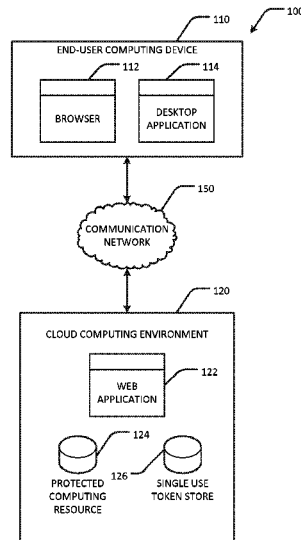 110
100
END-USER COMPUTING DEVICE
112
114
BROWSER
DESKTOP
APPLICATION
150
COMMUNICATION
NETWORK
120
CLOUD COMPUTING ENVIRONMENT
WEB
APPLICATION
122
124
126
PROTECTED
COMPUTING
RESOURCE
SINGLE USE
TOKEN STORE